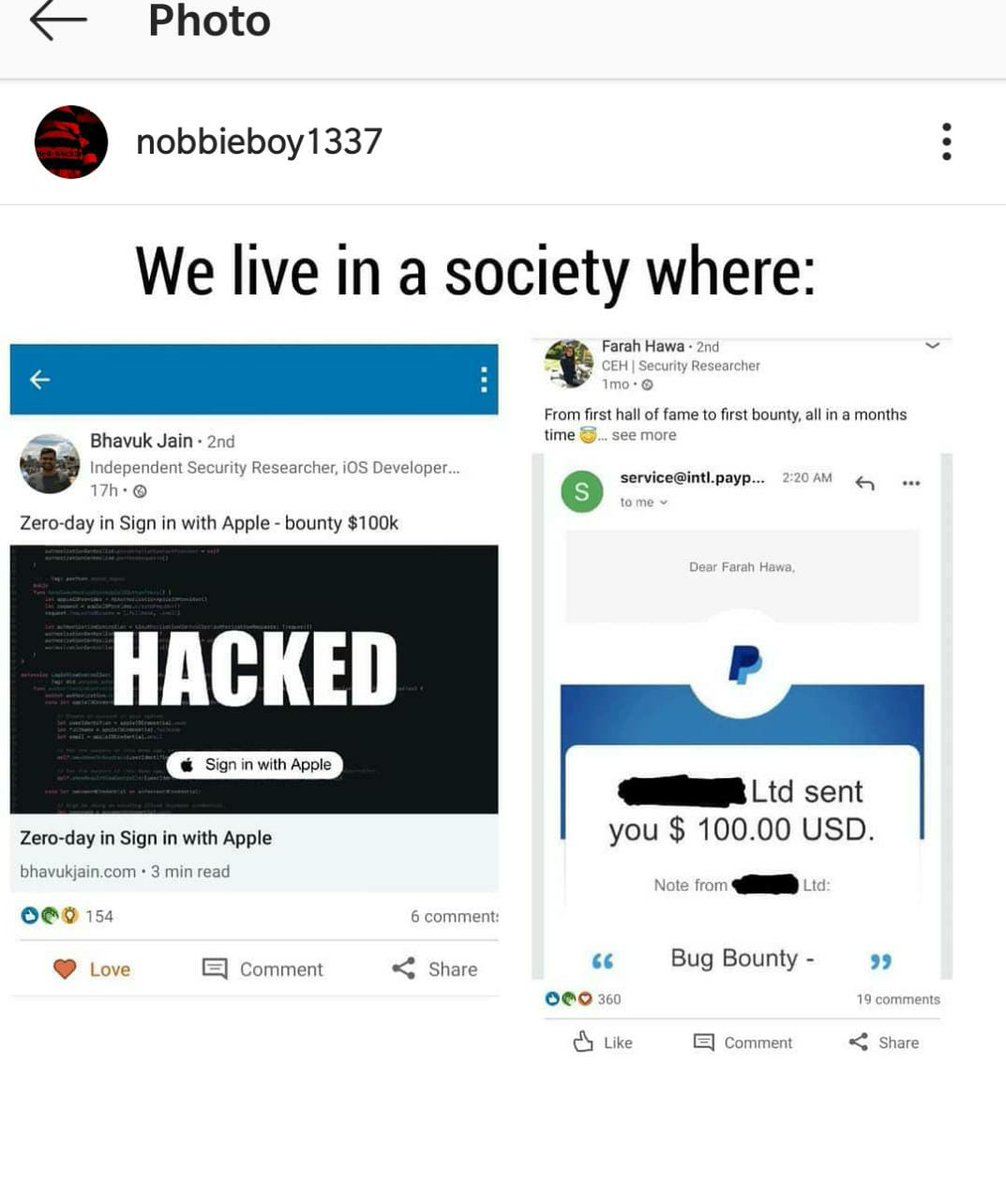 Photo
nobbieboy1337
We live in a society where:
Bhavuk Jain · 2nd
Independent Security Researcher, iOS Developer...
17h ·
Zero-day in Sign in with Apple - bounty $100k
HACKED
Sign in with Apple
Zero-day in Sign in with Apple
bhavukjain.com · 3 min read
154
6 comments
Love
Comment
Share
Farah Hawa · 2nd
CEH | Security Researcher
1mo ·
From first hall of fame to first bounty, all in a months
time 😇... see more
S
service@intl.payp...
2:20 AM
to me
Dear Farah Hawa,
Ltd sent
you $ 100.00 USD.
Note from
Ltd:
“ Bug Bounty - ”
360
19 comments
Like
Comment
Share